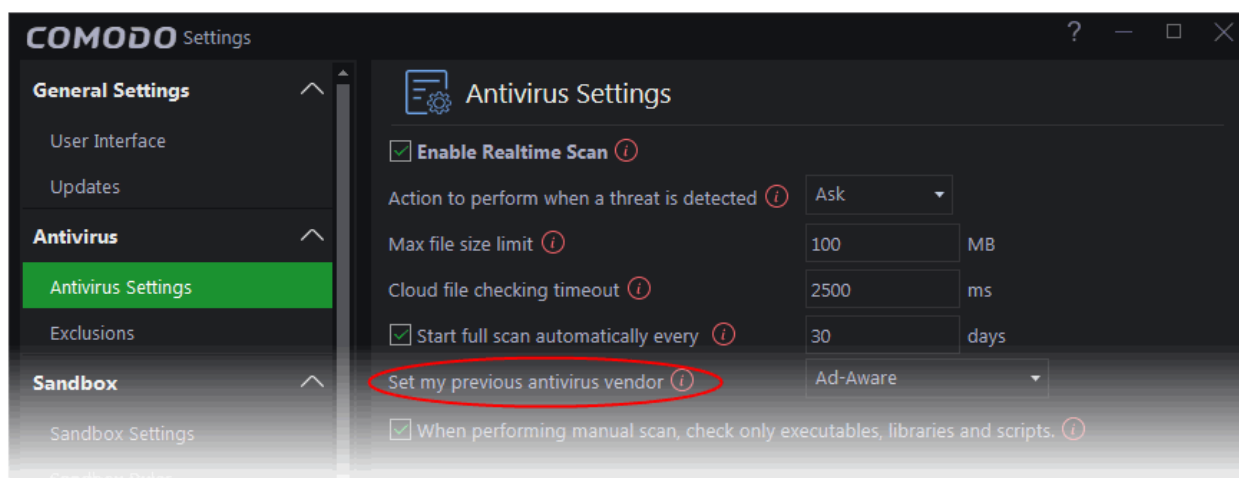 COMODO Settings
General Settings
User Interface
Updates
Antivirus
Antivirus Settings
Exclusions
Sandbox
Sandbox Settings
Antivirus Settings
Enable Realtime Scan
Action to perform when a threat is detected Ask
Max file size limit 100 MB
Cloud file checking timeout 2500 ms
Start full scan automatically every 30 days
Set my previous antivirus vendor Ad-Aware
When performing manual scan, check only executables, libraries and scripts.